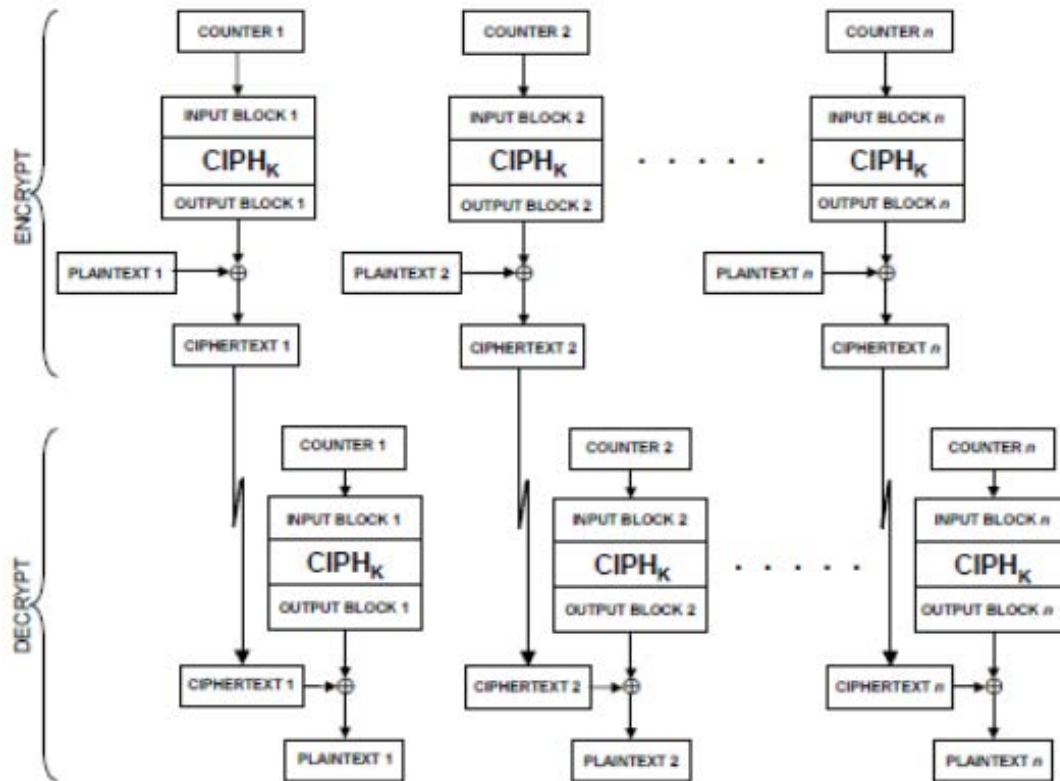 ENCRYPT
COUNTER 1 COUNTER 2 COUNTER n
INPUT BLOCK 1 INPUT BLOCK 2 INPUT BLOCK n
CIPHK CIPHK CIPHK
OUTPUT BLOCK 1 OUTPUT BLOCK 2 OUTPUT BLOCK n
PLAINTEXT 1 PLAINTEXT 2 PLAINTEXT n
CIPHERTEXT 1 CIPHERTEXT 2 CIPHERTEXT n
DECRYPT
COUNTER 1 COUNTER 2 COUNTER n
INPUT BLOCK 1 INPUT BLOCK 2 INPUT BLOCK n
CIPHK CIPHK CIPHK
OUTPUT BLOCK 1 OUTPUT BLOCK 2 OUTPUT BLOCK n
CIPHERTEXT 1 CIPHERTEXT 2 CIPHERTEXT n
PLAINTEXT 1 PLAINTEXT 2 PLAINTEXT n